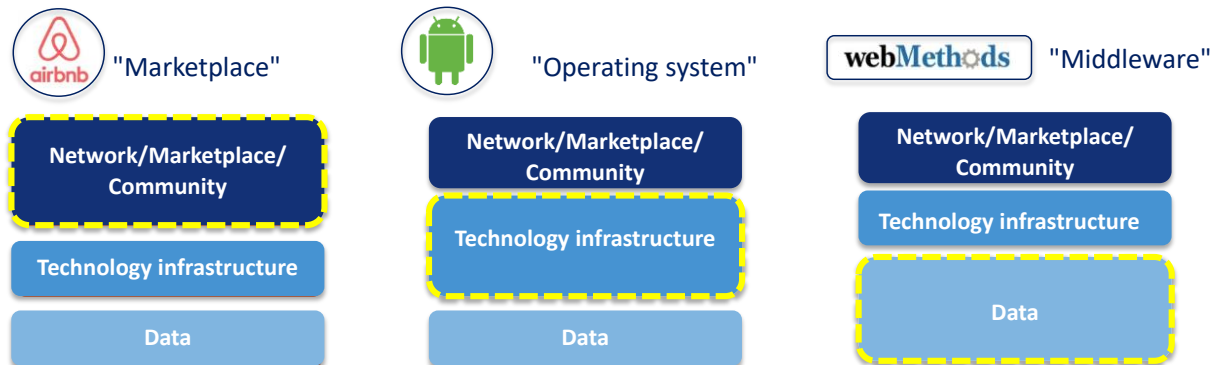 airbnb
"Marketplace"
Network/Marketplace/
Community
Technology infrastructure
Data
"Operating system"
Network/Marketplace/
Community
Technology infrastructure
Data
webMethods
"Middleware"
Network/Marketplace/
Community
Technology infrastructure
Data